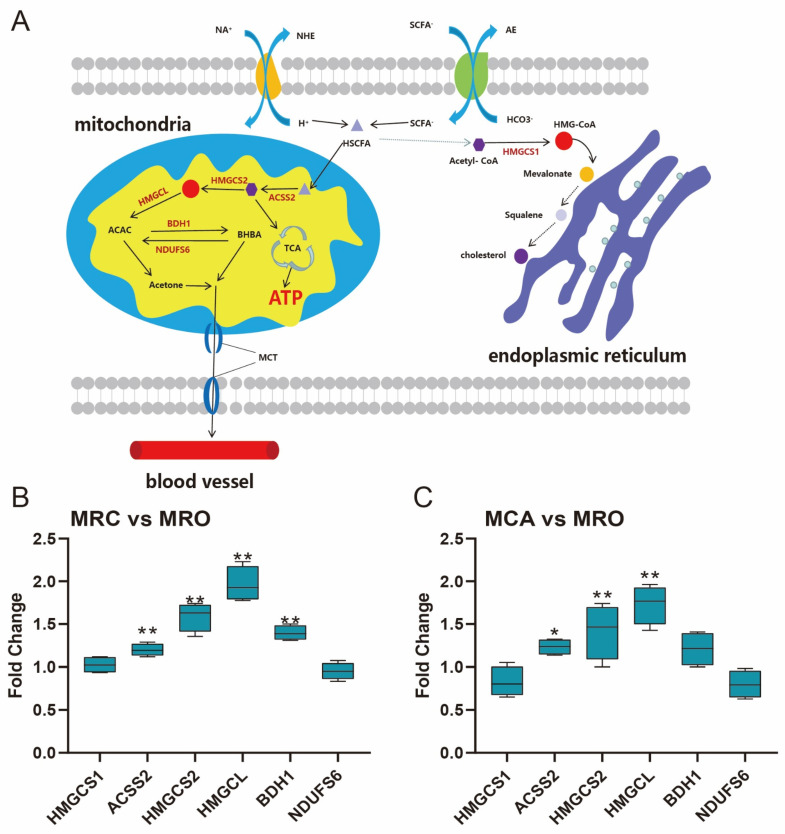 A
NA⁺
NHE
SCFA⁻
AE
mitochondria
H⁺
SCFA⁻
HCO3⁻
HMG-CoA
HSCFA
Acetyl- CoA
HMGCS1
Mevalonate
HMGCL
HMGCS2
ACSS2
Squalene
ACAC
BDH1
NDUFS6
BHBA
TCA
cholesterol
Acetone
ATP
MCT
endoplasmic reticulum
blood vessel
B
MRC vs MRO
Fold Change
2.5
2.0
1.5
1.0
0.5
0.0
**
**
**
**
HMGCS1
ACSS2
HMGCS2
HMGCL
BDH1
NDUFS6
C
MCA vs MRO
Fold Change
2.5
2.0
1.5
1.0
0.5
0.0
*
**
**
HMGCS1
ACSS2
HMGCS2
HMGCL
BDH1
NDUFS6